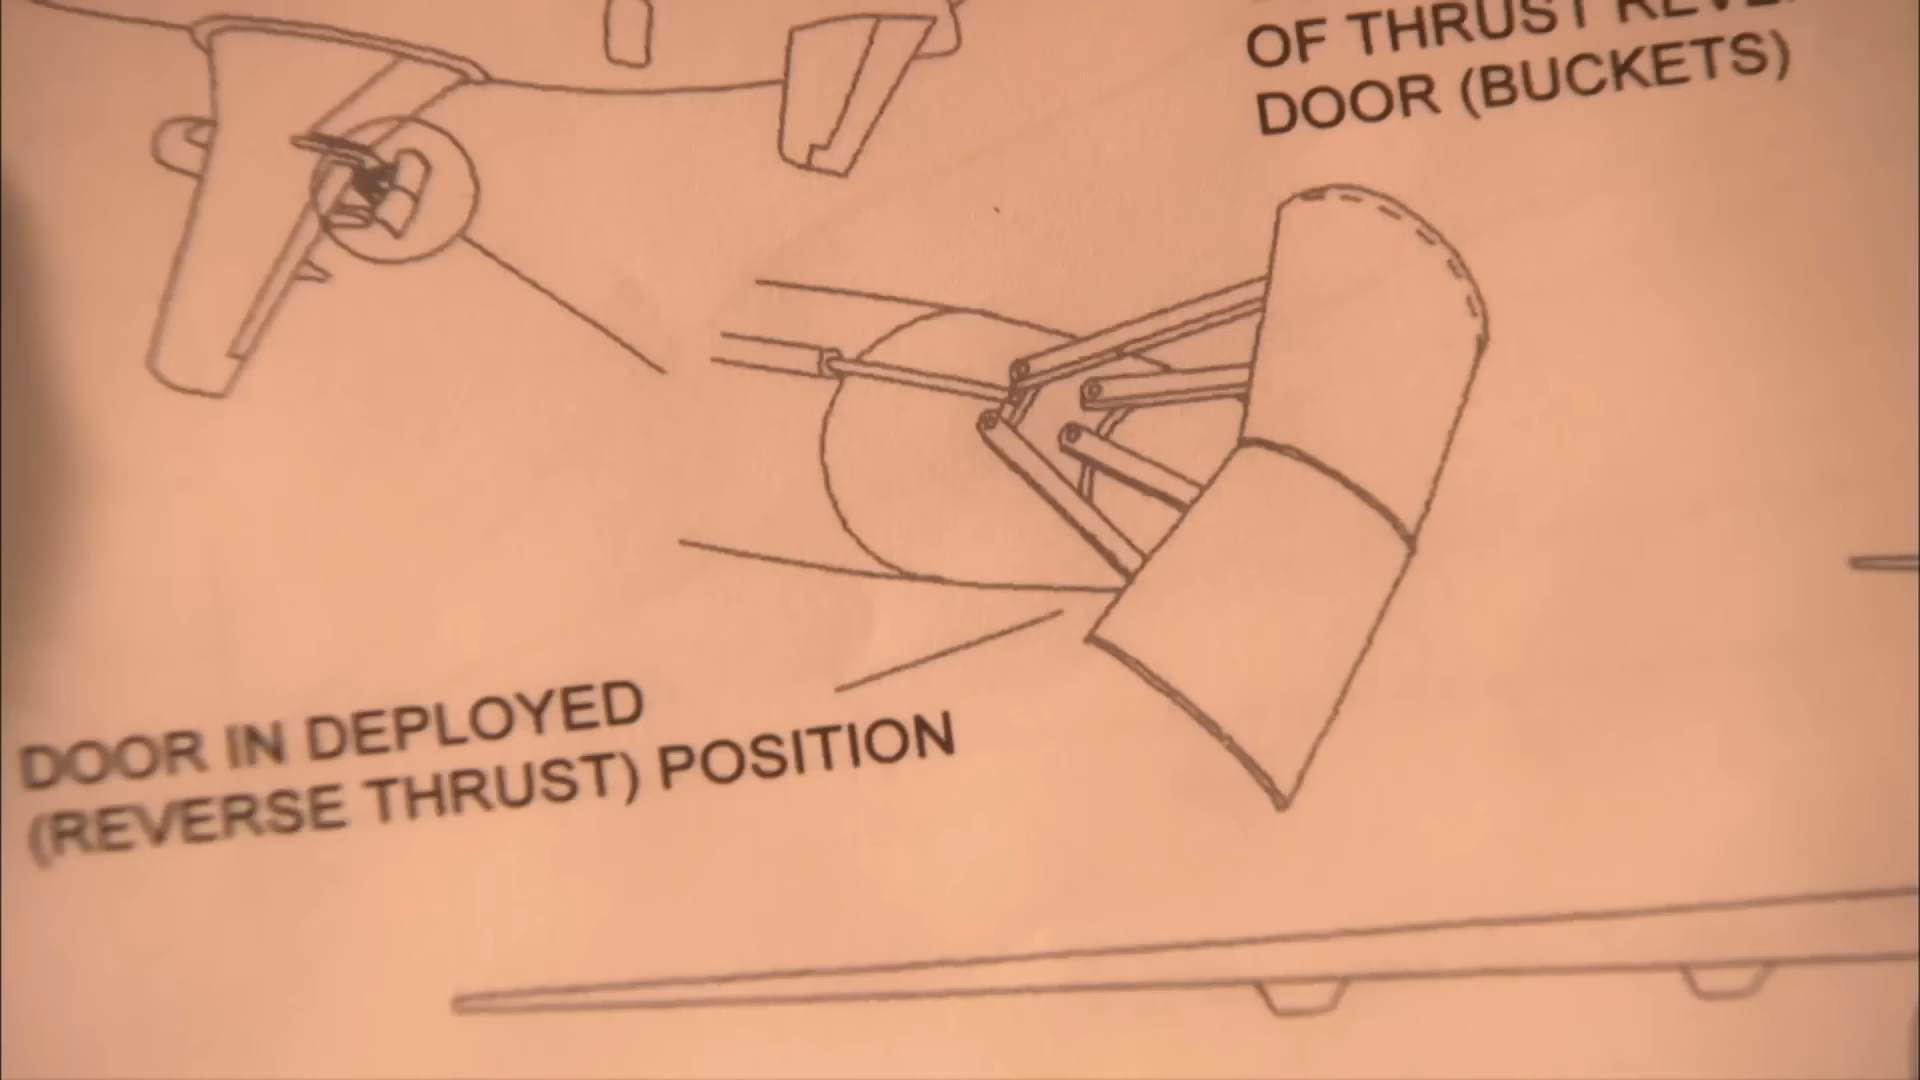 OF THRUST
DOOR (BUCKETS)
DOOR IN DEPLOYED
(REVERSE THRUST) POSITION